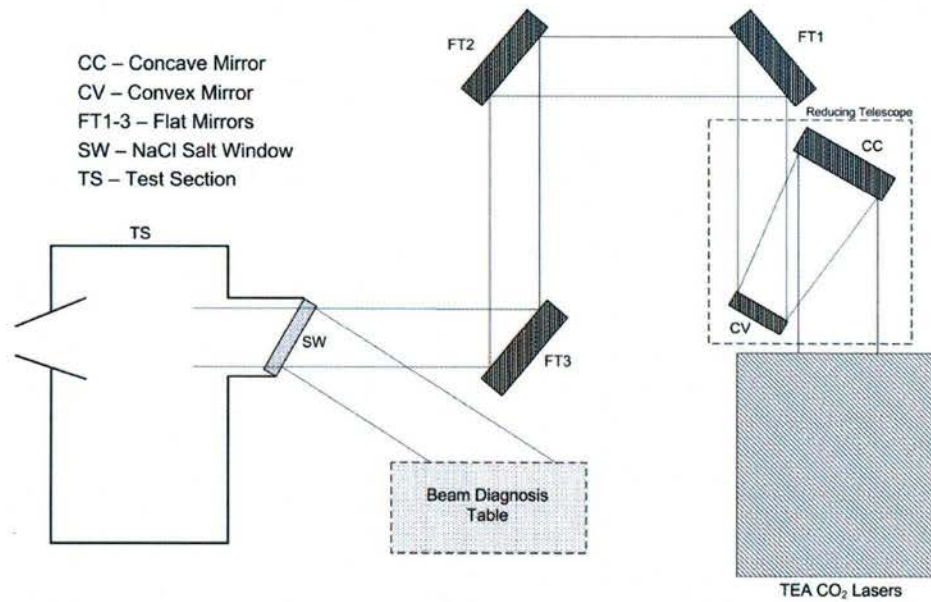 FT2
FT1
CC – Concave Mirror
CV – Convex Mirror
FT1-3 – Flat Mirrors
SW – NaCl Salt Window
TS – Test Section
Reducing Telescope
CC
TS
CV
SW
FT3
Beam Diagnosis
Table
TEA CO₂ Lasers